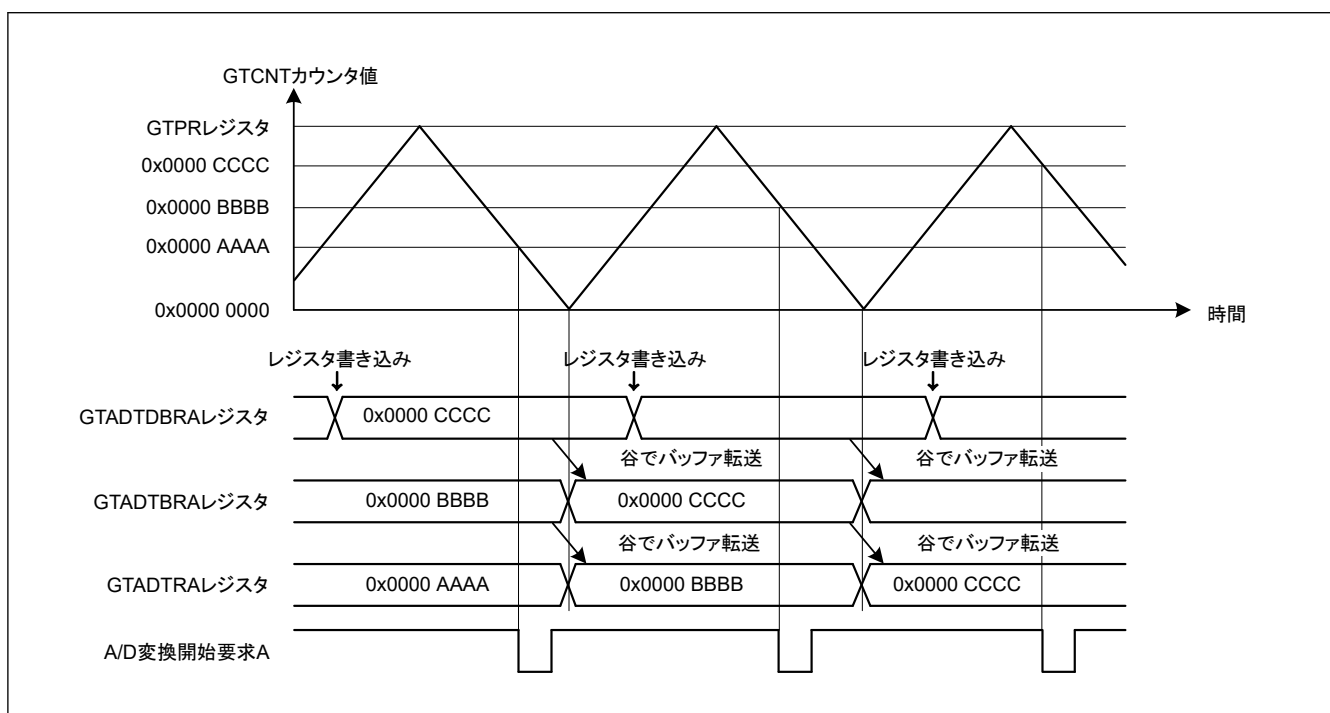 GTCNTカウンタ値
GTPRレジスタ
0x0000 CCCC
0x0000 BBBB
0x0000 AAAA
0x0000 0000
時間
レジスタ書き込み レジスタ書き込み レジスタ書き込み
GTADTDBRAレジスタ 0x0000 CCCC
谷でバッファ転送 谷でバッファ転送
GTADTBRAレジスタ 0x0000 BBBB 0x0000 CCCC
谷でバッファ転送 谷でバッファ転送
GTADTRAレジスタ 0x0000 AAAA 0x0000 BBBB 0x0000 CCCC
A/D変換開始要求A